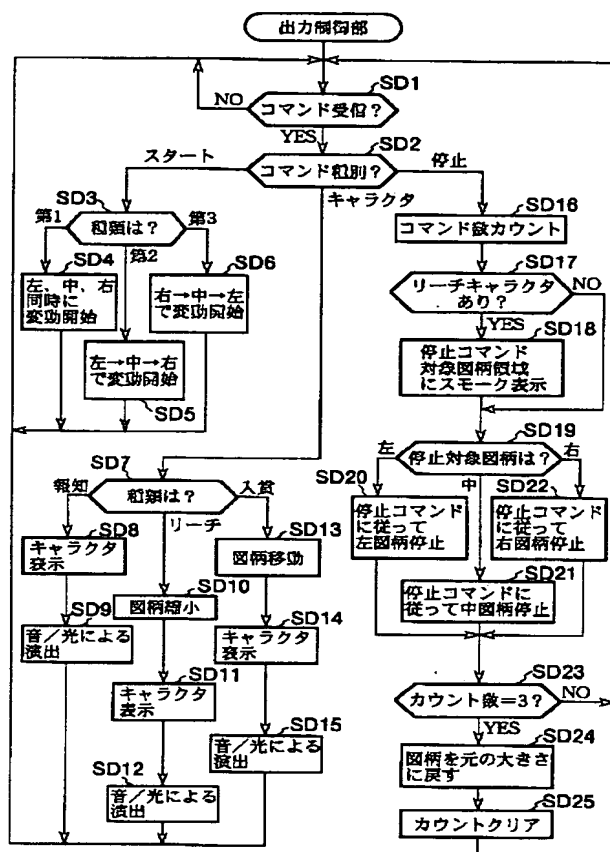 出力制御部
SD1
コマンド受信?
NO
YES
SD2
コマンド種別?
スタート
停止
キャラクタ
SD3
種類は?
第1
第2
第3
SD4
左、中、右
同時に
変動開始
SD6
右→中→左
で変動開始
左→中→右
で変動開始
SD5
SD16
コマンド数カウント
SD17
リーチキャラクタ
あり?
NO
YES
SD18
停止コマンド
対象図柄領域
にスモーク表示
SD19
停止対象図柄は?
左
中
右
SD20
停止コマンド
に従って
左図柄停止
SD22
停止コマンド
に従って
右図柄停止
SD21
停止コマンドに
従って中図柄停止
SD7
種類は?
報知
リーチ
入賞
SD8
キャラクタ
表示
SD9
音/光による
演出
SD10
図柄縮小
SD11
キャラクタ
表示
SD12
音/光による
演出
SD13
図柄移動
SD14
キャラクタ
表示
SD15
音/光による
演出
SD23
カウント数=3?
NO
YES
SD24
図柄を元の大きさ
に戻す
SD25
カウントクリア